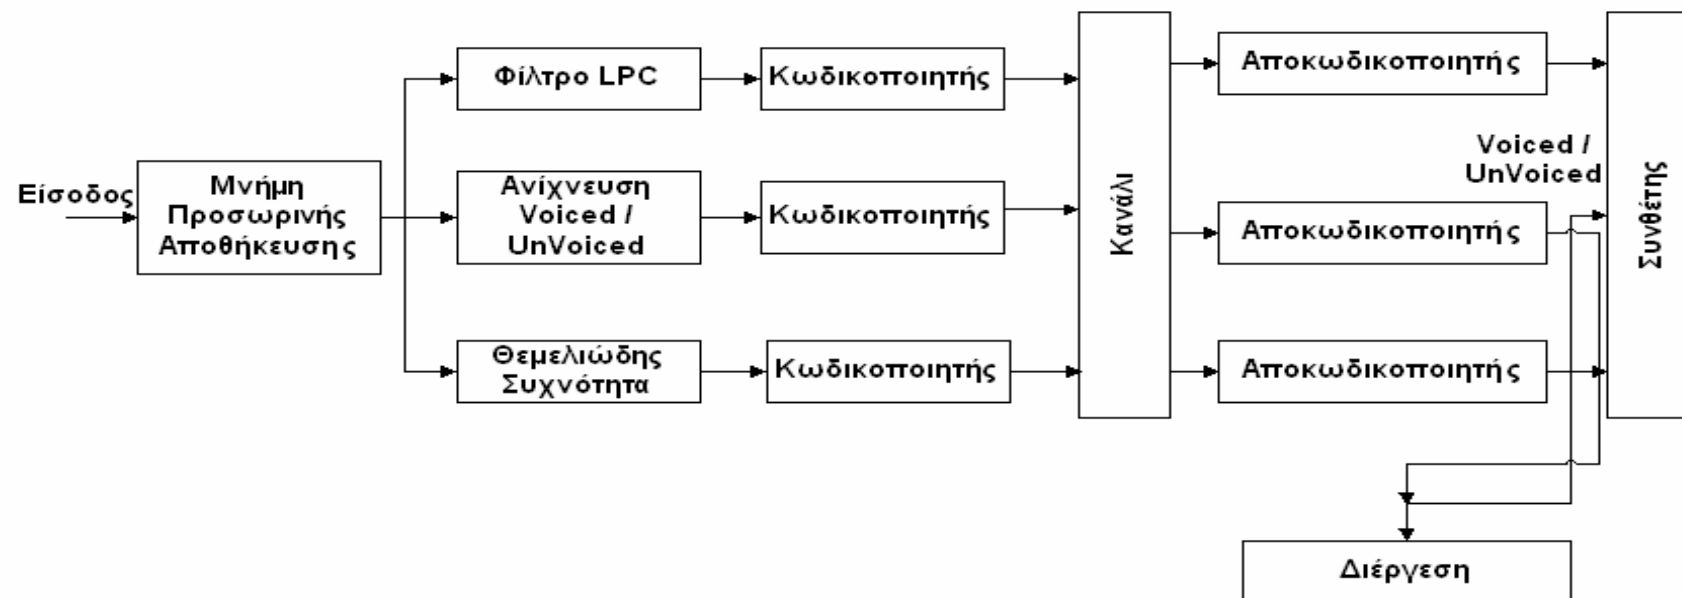 Είσοδος
Μνήμη
Προσωρινής
Αποθήκευσης
Φίλτρο LPC
Κωδικοποιητής
Ανίχνευση
Voiced /
UnVoiced
Κωδικοποιητής
Θεμελιώδης
Συχνότητα
Κωδικοποιητής
Κανάλι
Αποκωδικοποιητής
Αποκωδικοποιητής
Αποκωδικοποιητής
Voiced /
UnVoiced
Συνθέτης
Διέργεση